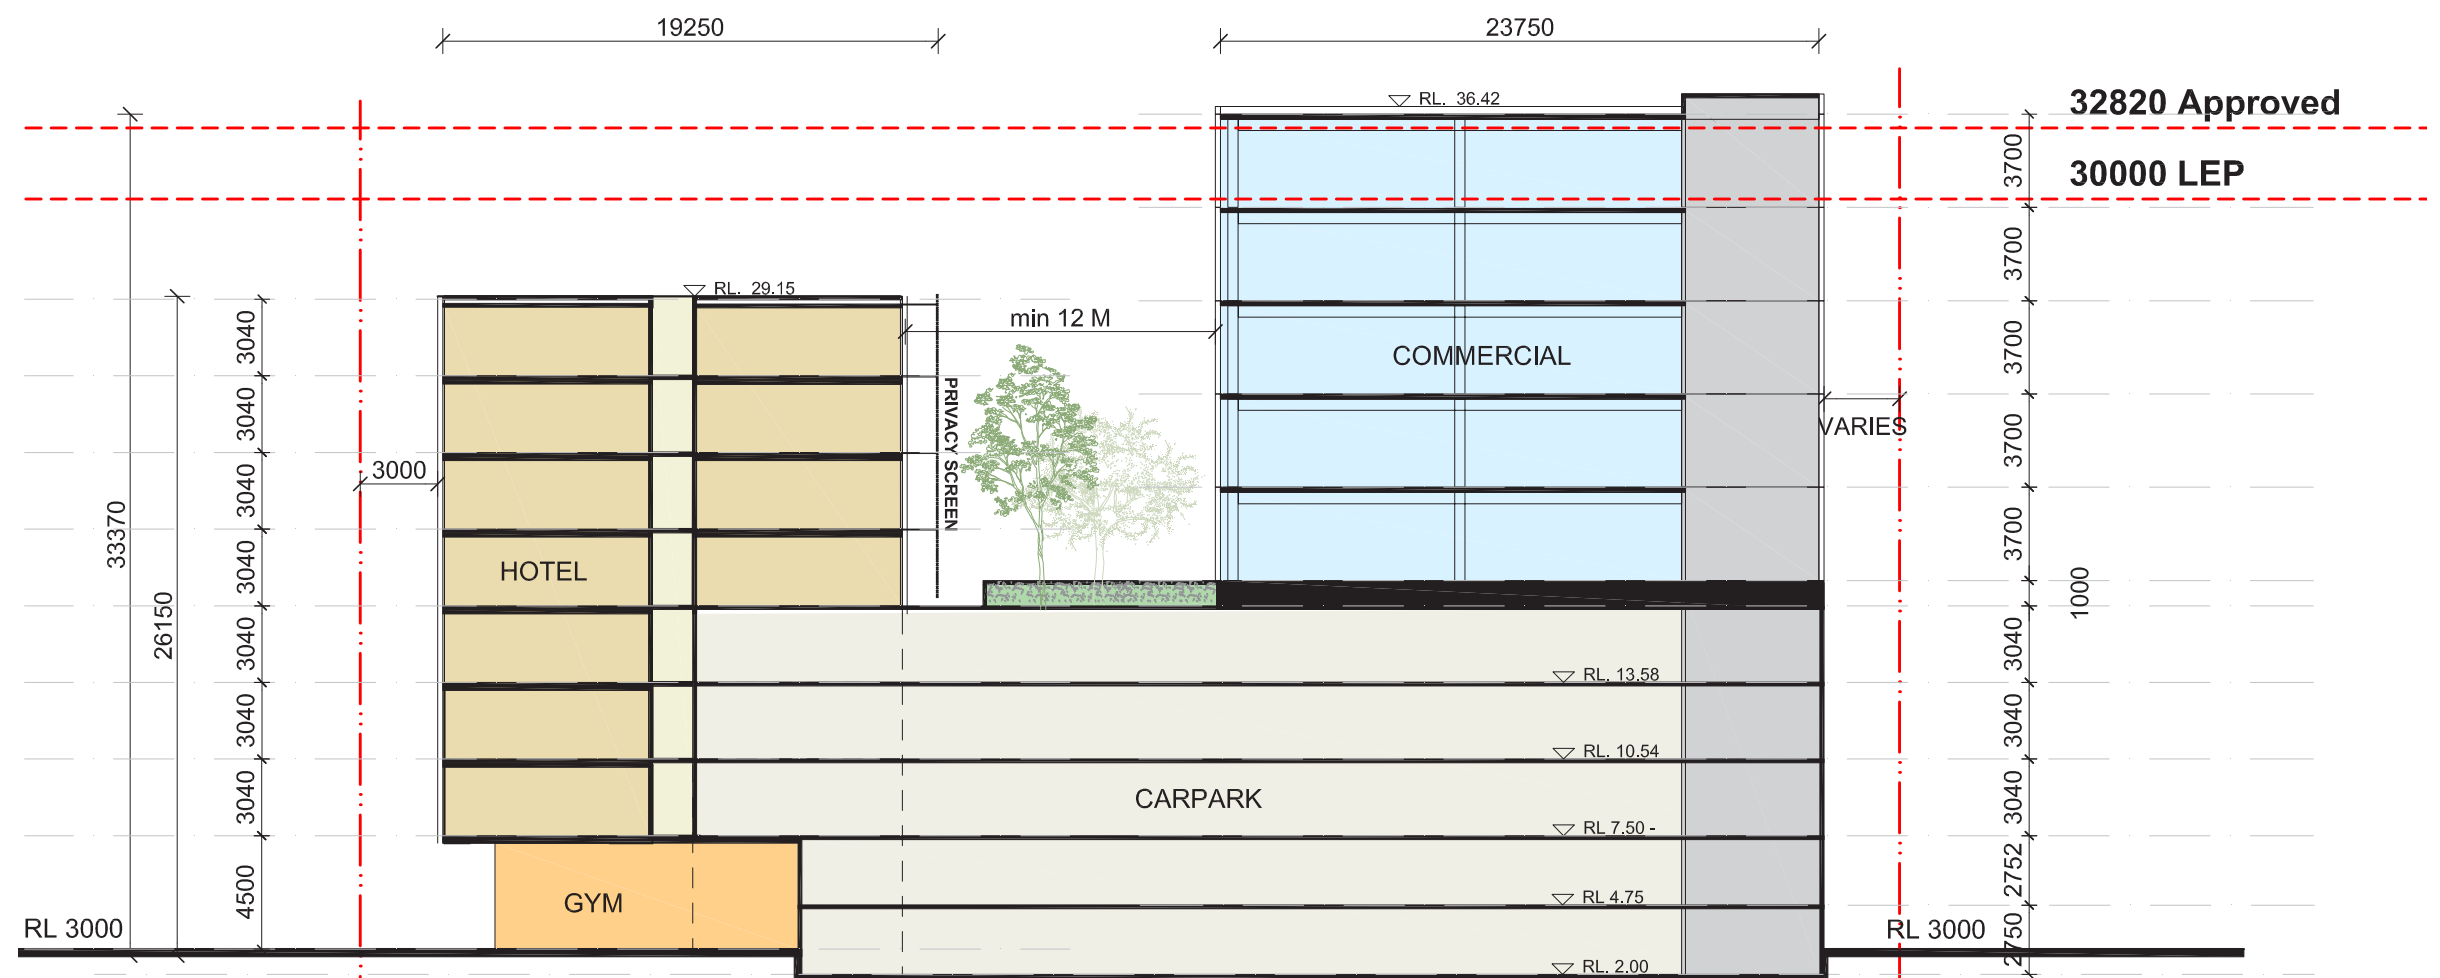 19250
23750
RL. 36.42
32820 Approved
30000 LEP
3700
3700
3700
3700
3700
1000
3040
3040
3040
2752
2750
RL. 29.15
min 12 M
COMMERCIAL
VARIES
PRIVACY SCREEN
3000
33370
26150
3040
3040
3040
3040
3040
3040
3040
4500
HOTEL
RL. 13.58
RL. 10.54
CARPARK
RL 7.50 -
GYM
RL 4.75
RL 3000
RL 3000
RL. 2.00